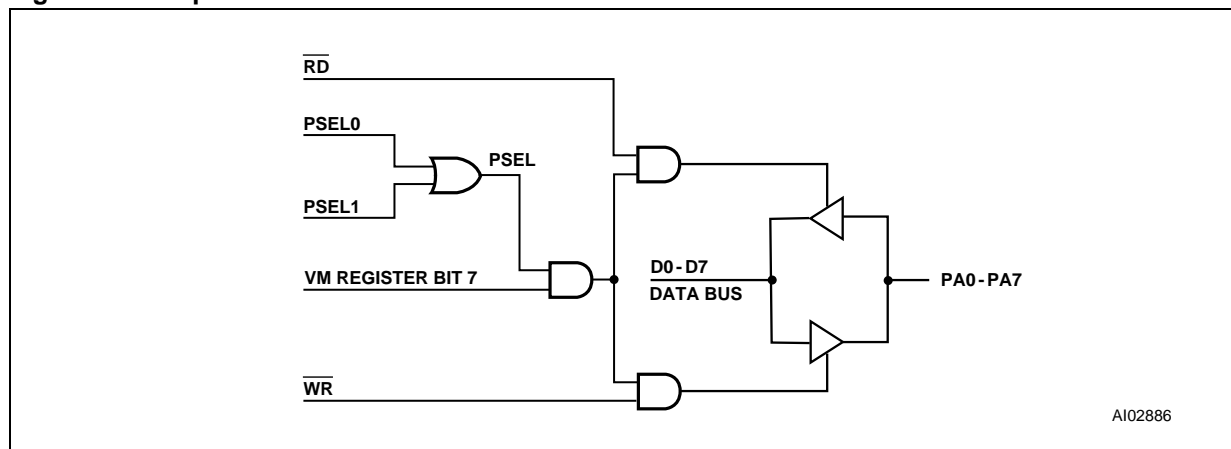 RD
PSEL0
PSEL
PSEL1
VM REGISTER BIT 7
D0-D7
DATA BUS
PA0-PA7
WR
AI02886